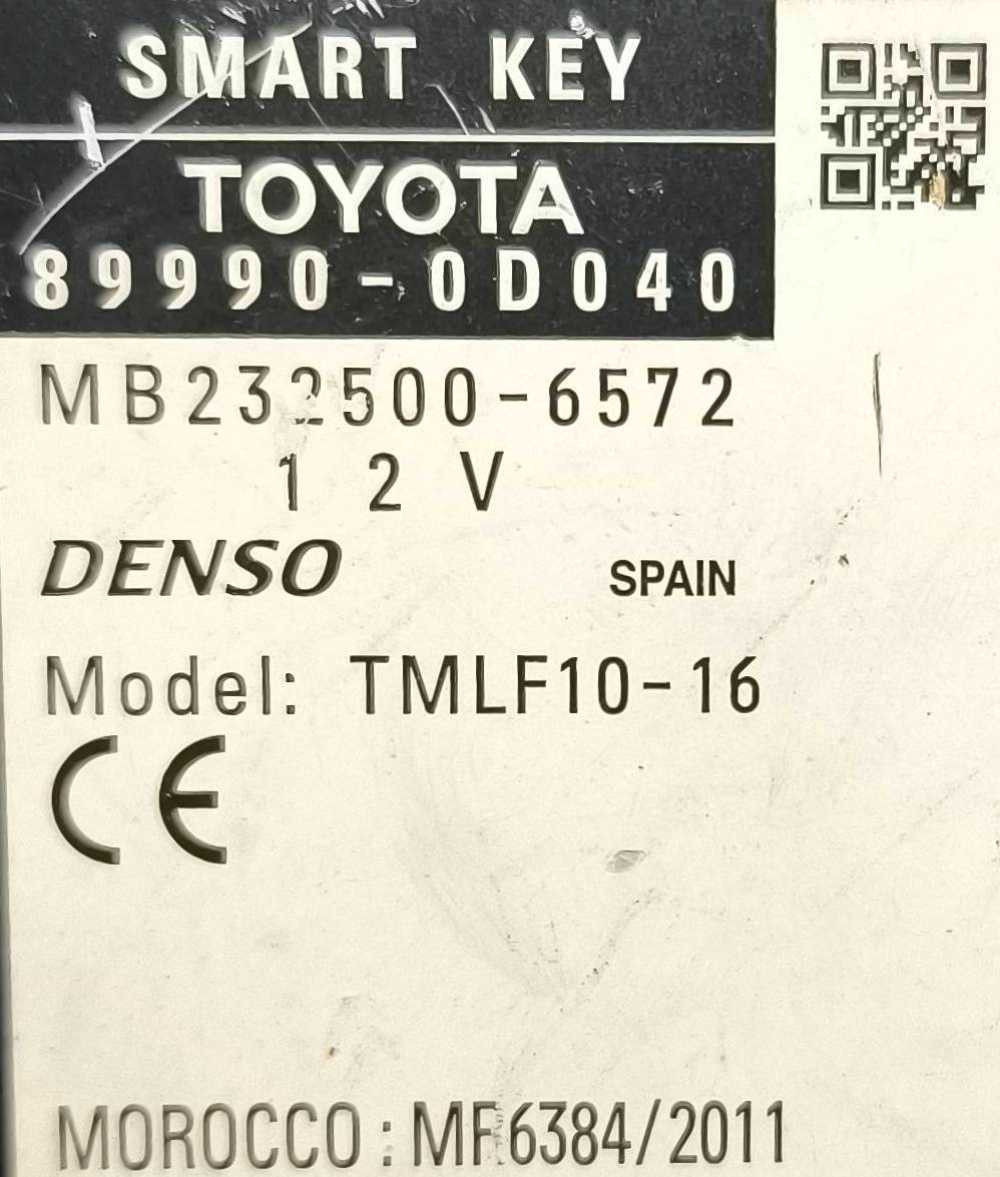 SMART KEY
TOYOTA
89990-0D040
MB232500-6572
12V
DENSO SPAIN
Model: TMLF10-16
CE
MOROCCO: MF6384/2011